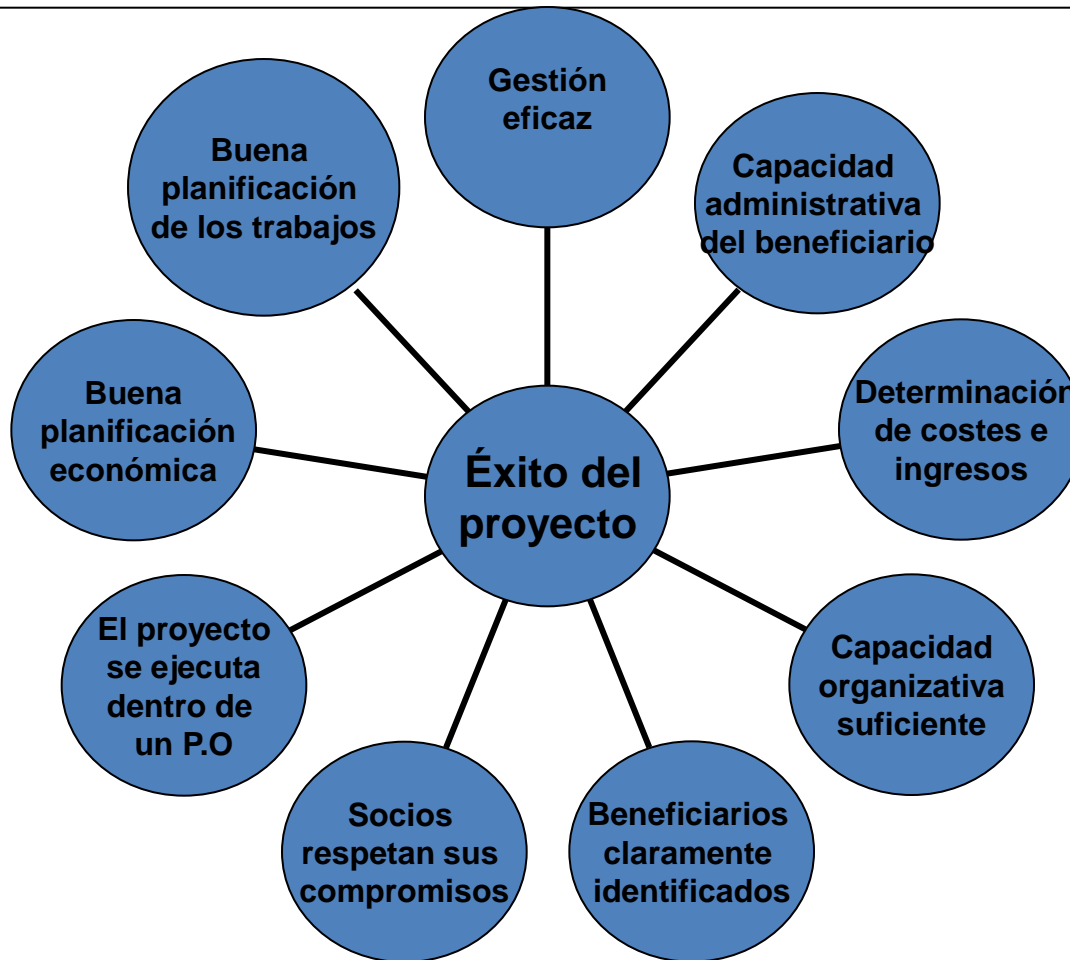 Gestión
eficaz
Buena
planificación
de los trabajos
Capacidad
administrativa
del beneficiario
Buena
planificación
económica
Determinación
de costes e
ingresos
Éxito del
proyecto
El proyecto
se ejecuta
dentro de
un P.O
Capacidad
organizativa
suficiente
Socios
respetan sus
compromisos
Beneficiarios
claramente
identificados